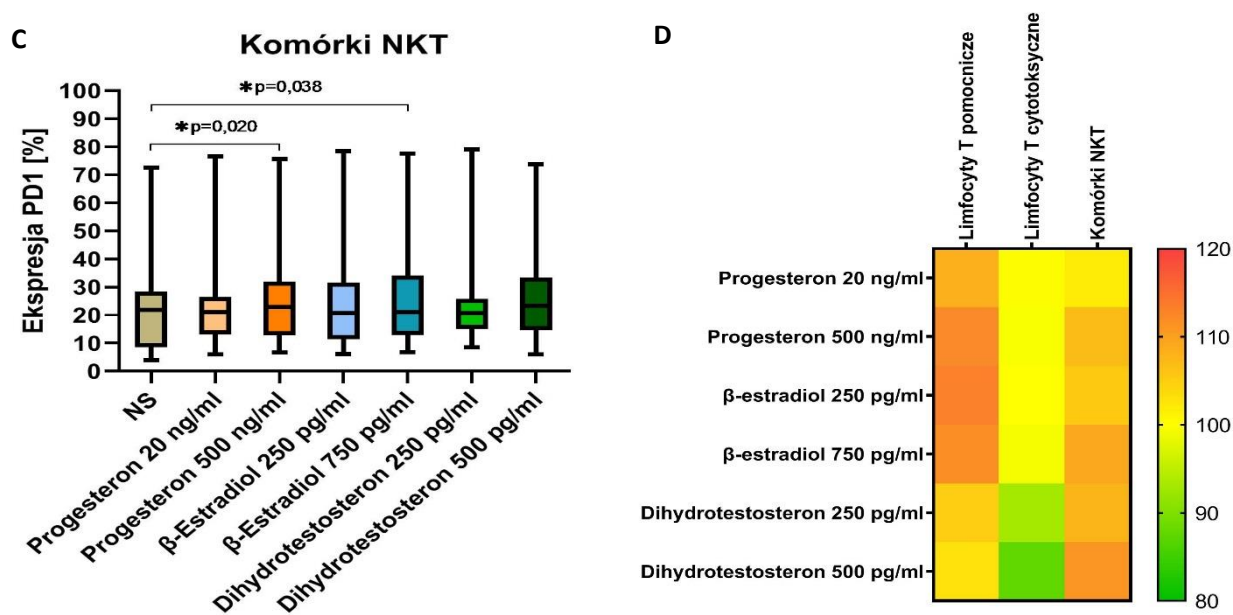 C
Komórki NKT
Ekspresja PD1 [%]
100
90
80
70
60
50
40
30
20
10
0
∗p=0,038
∗p=0,020
NS
Progesteron 20 ng/ml
Progesteron 500 ng/ml
β-Estradiol 250 pg/ml
β-Estradiol 750 pg/ml
Dihydrotestosteron 250 pg/ml
Dihydrotestosteron 500 pg/ml
D
Limfocyty T pomocnicze
Limfocyty T cytotoksyczne
Komórki NKT
Progesteron 20 ng/ml
Progesteron 500 ng/ml
β-estradiol 250 pg/ml
β-estradiol 750 pg/ml
Dihydrotestosteron 250 pg/ml
Dihydrotestosteron 500 pg/ml
120
110
100
90
80